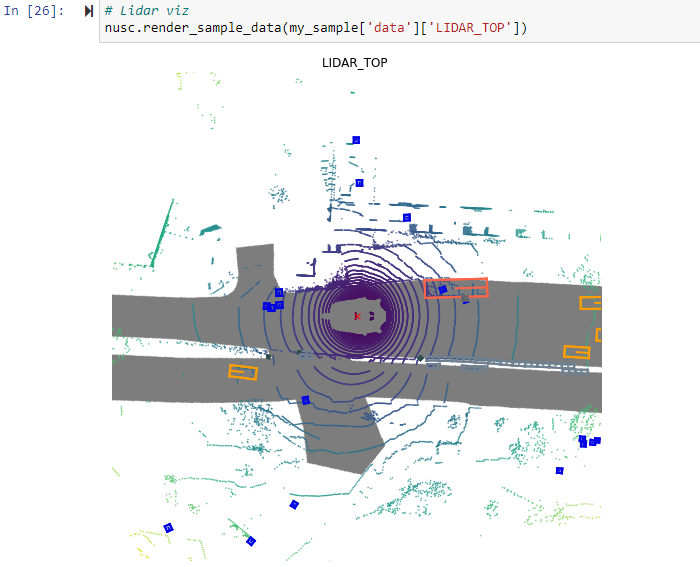 In [26]:
# Lidar viz
nusc.render_sample_data(my_sample['data']['LIDAR_TOP'])
LIDAR_TOP
x